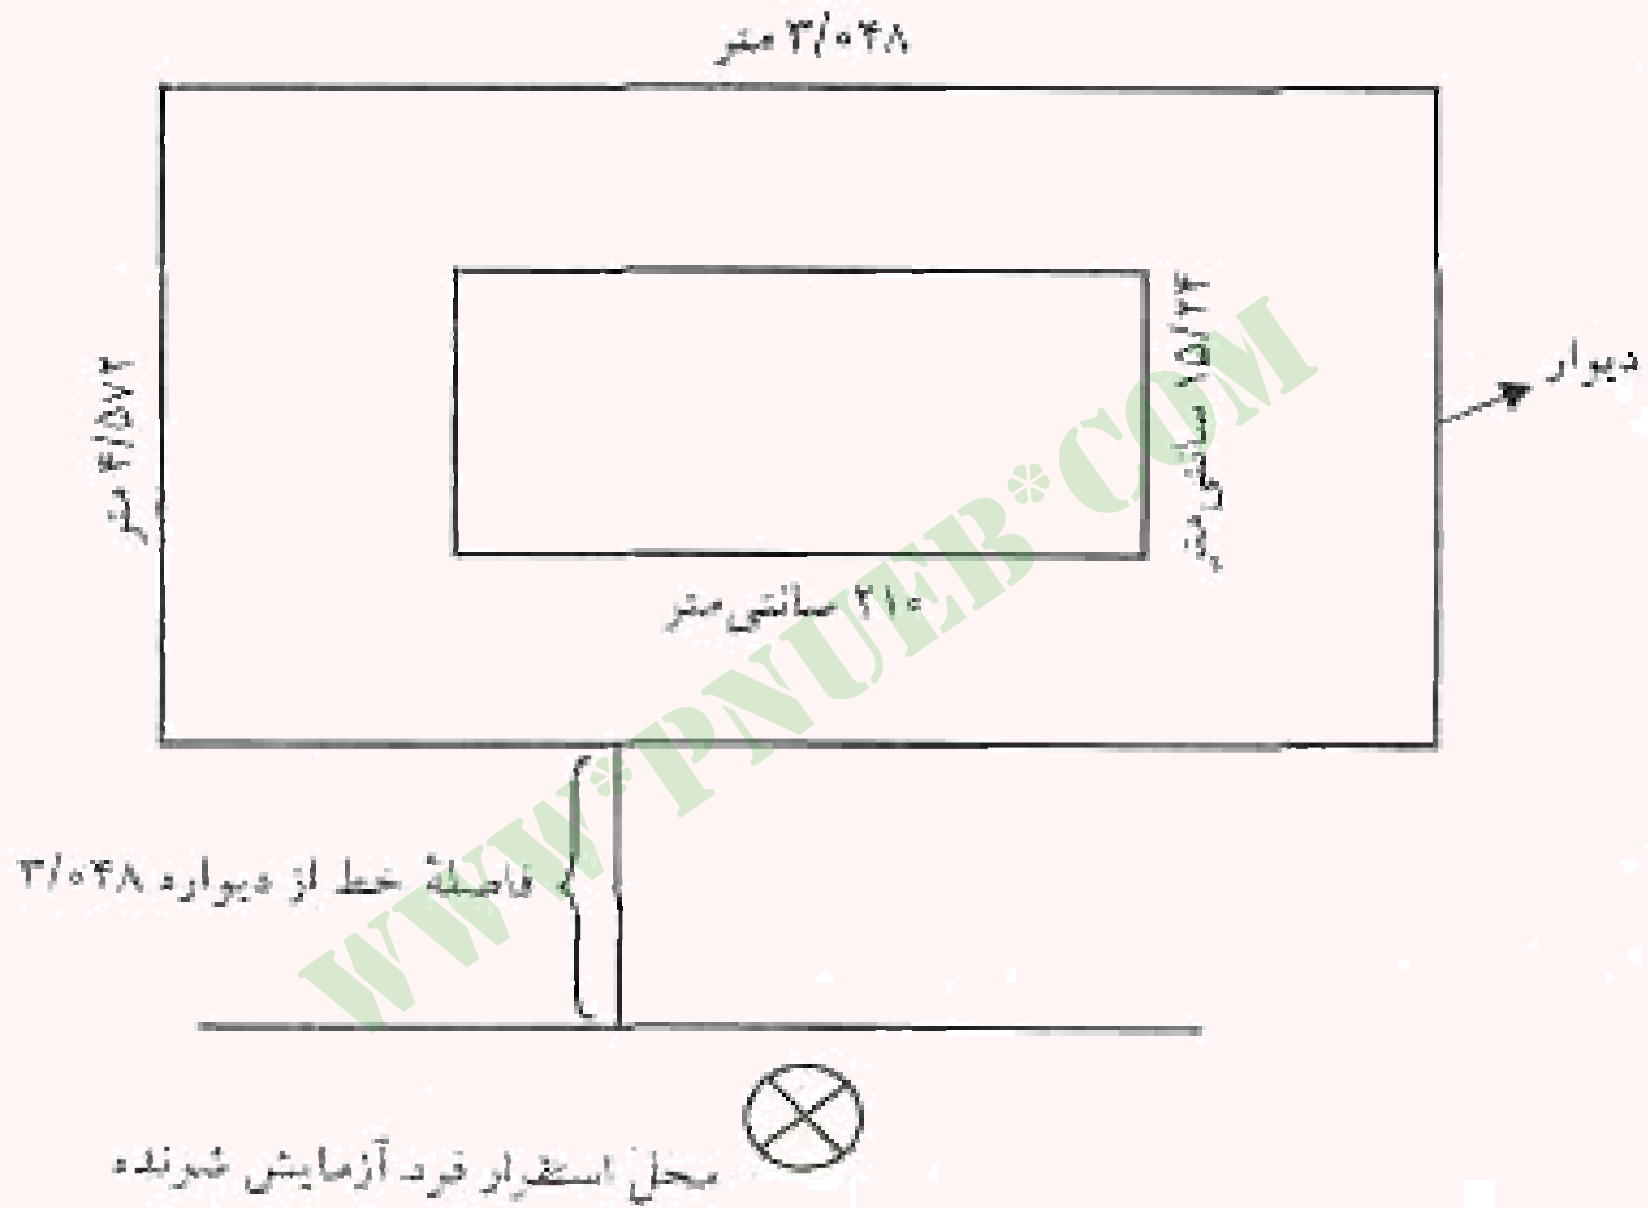 ۳/۰۴۸ متر
۴/۵۷۲ متر
۱۵/۲۴ سانتی‌متر
دیوار
۲۱۰ سانتی‌متر
فاصلهٔ خط از دیواره ۳/۰۴۸
محل استقرار فرد آزمایش شونده
WWW*PNUEB*COM